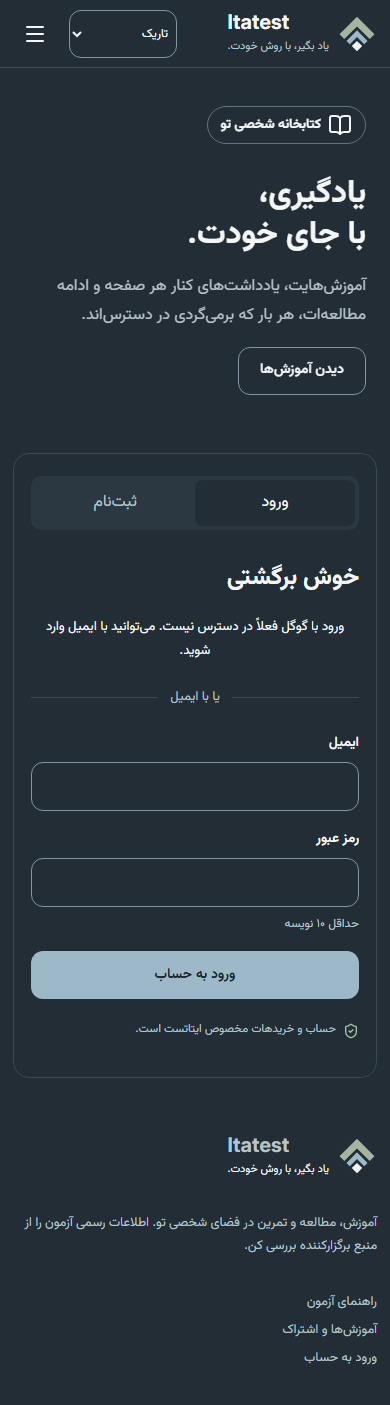 Itatest
یاد بگیر، با روش خودت.
تاریک
کتابخانه شخصی تو
یادگیری،
با جای خودت.
آموزش‌هایت، یادداشت‌های کنار هر صفحه و ادامه
مطالعه‌ات، هر بار که برمی‌گردی در دسترس‌اند.
دیدن آموزش‌ها
ورود
ثبت‌نام
خوش برگشتی
ورود با گوگل فعلاً در دسترس نیست. می‌توانید با ایمیل وارد
شوید.
یا با ایمیل
ایمیل
رمز عبور
حداقل ۱۰ نویسه
ورود به حساب
حساب و خریدهات مخصوص ایتاتست است.
Itatest
یاد بگیر، با روش خودت.
آموزش، مطالعه و تمرین در فضای شخصی تو. اطلاعات رسمی آزمون را از
منبع برگزارکننده بررسی کن.
راهنمای آزمون
آموزش‌ها و اشتراک
ورود به حساب